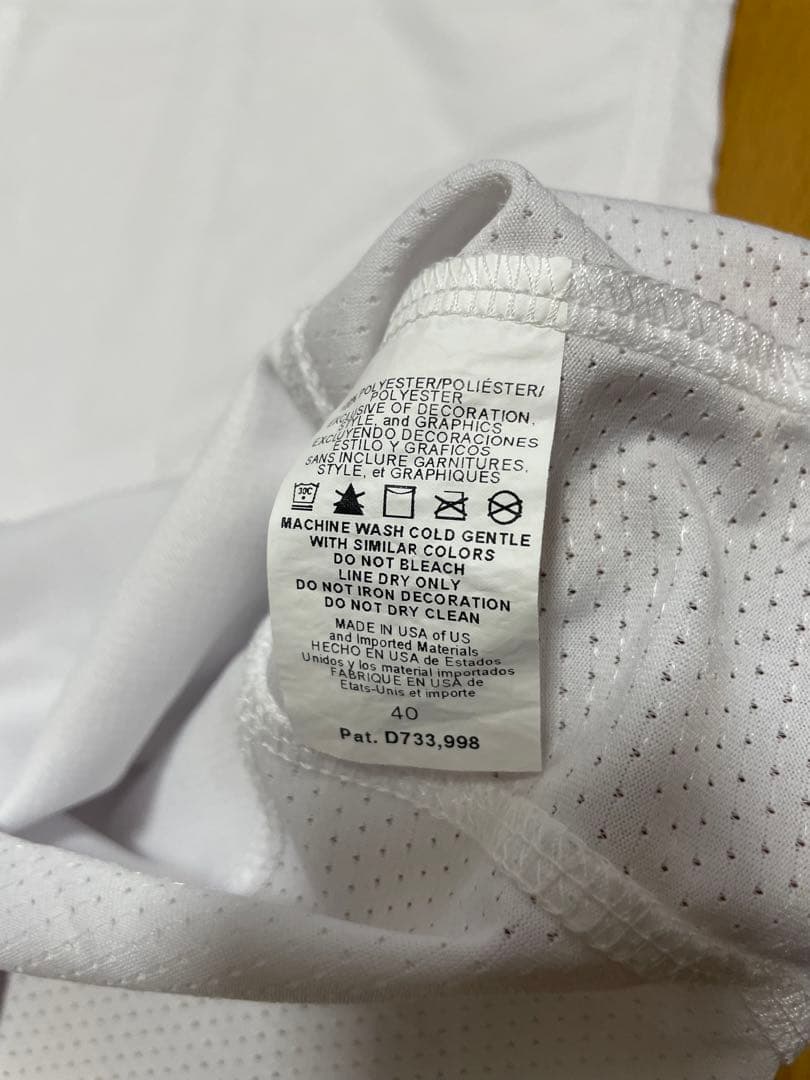 POLYESTER/POLIÉSTER/
POLYESTER
EXCLUSIVE OF DECORATION,
STYLE, and GRAPHICS
EXCLUYENDO DECORACIONES
ESTILO Y GRAFICOS
SANS INCLURE GARNITURES,
STYLE, et GRAPHIQUES
30C
MACHINE WASH COLD GENTLE
WITH SIMILAR COLORS
DO NOT BLEACH
LINE DRY ONLY
DO NOT IRON DECORATION
DO NOT DRY CLEAN
MADE IN USA of US
and Imported Materials
HECHO EN USA de Estados
Unidos y los material importados
FABRIQUE EN USA de
Etats-Unis et importe
40
Pat. D733,998